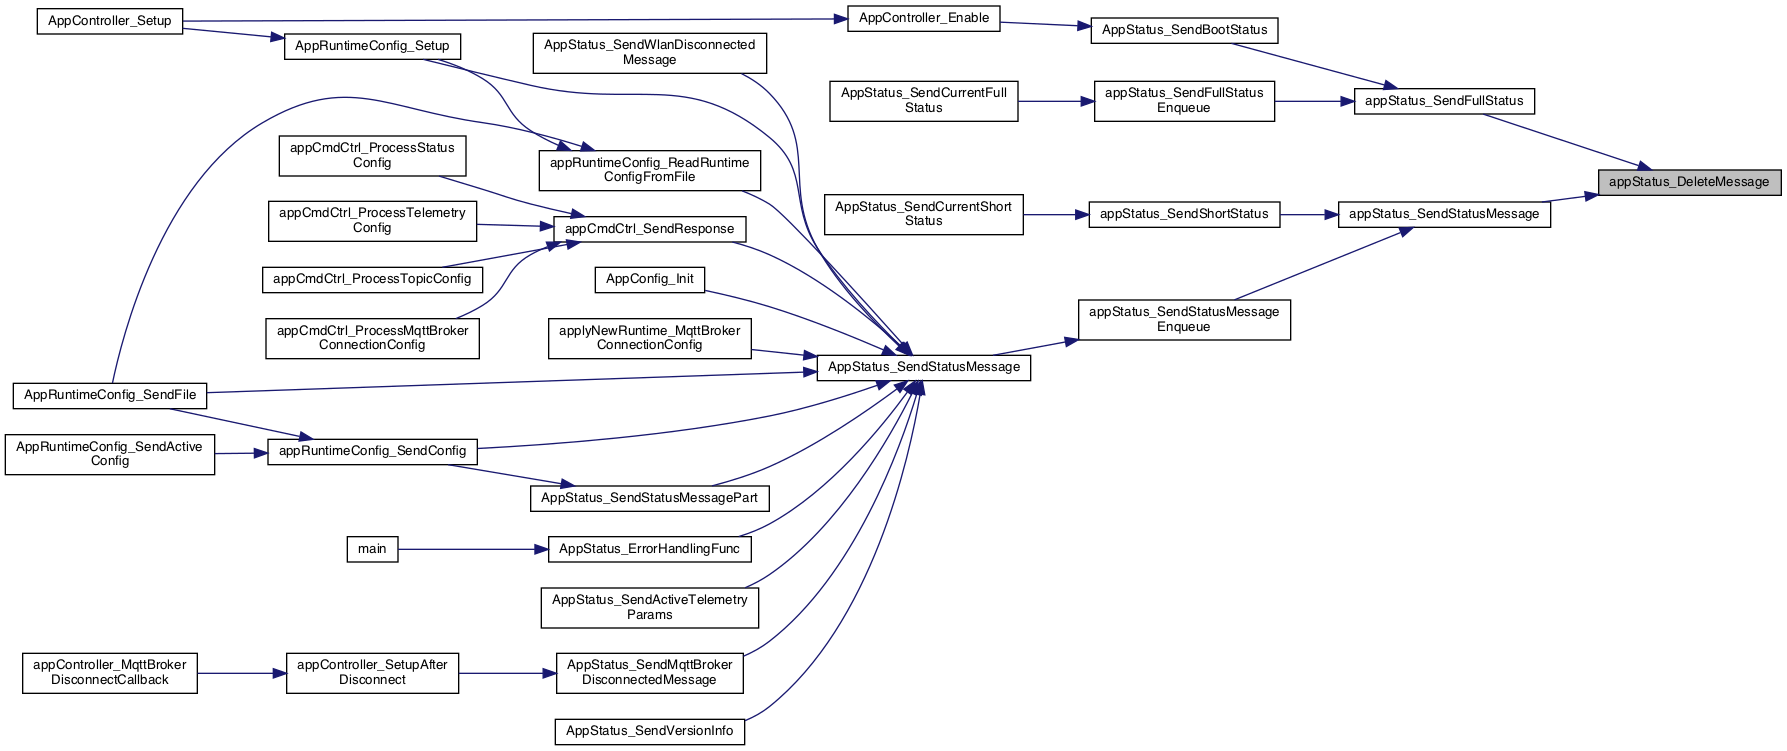 AppController_Setup
AppController_Enable
AppStatus_SendBootStatus
AppRuntimeConfig_Setup
AppStatus_SendWlanDisconnected
Message
AppStatus_SendCurrentFull
Status
appStatus_SendFullStatus
Enqueue
appStatus_SendFullStatus
appCmdCtrl_ProcessStatus
Config
appRuntimeConfig_ReadRuntime
ConfigFromFile
appStatus_DeleteMessage
appCmdCtrl_ProcessTelemetry
Config
appCmdCtrl_SendResponse
AppStatus_SendCurrentShort
Status
appStatus_SendShortStatus
appStatus_SendStatusMessage
appCmdCtrl_ProcessTopicConfig
AppConfig_Init
appStatus_SendStatusMessage
Enqueue
appCmdCtrl_ProcessMqttBroker
ConnectionConfig
applyNewRuntime_MqttBroker
ConnectionConfig
AppStatus_SendStatusMessage
AppRuntimeConfig_SendFile
AppRuntimeConfig_SendActive
Config
appRuntimeConfig_SendConfig
AppStatus_SendStatusMessagePart
main
AppStatus_ErrorHandlingFunc
AppStatus_SendActiveTelemetry
Params
appController_MqttBroker
DisconnectCallback
appController_SetupAfter
Disconnect
AppStatus_SendMqttBroker
DisconnectedMessage
AppStatus_SendVersionInfo